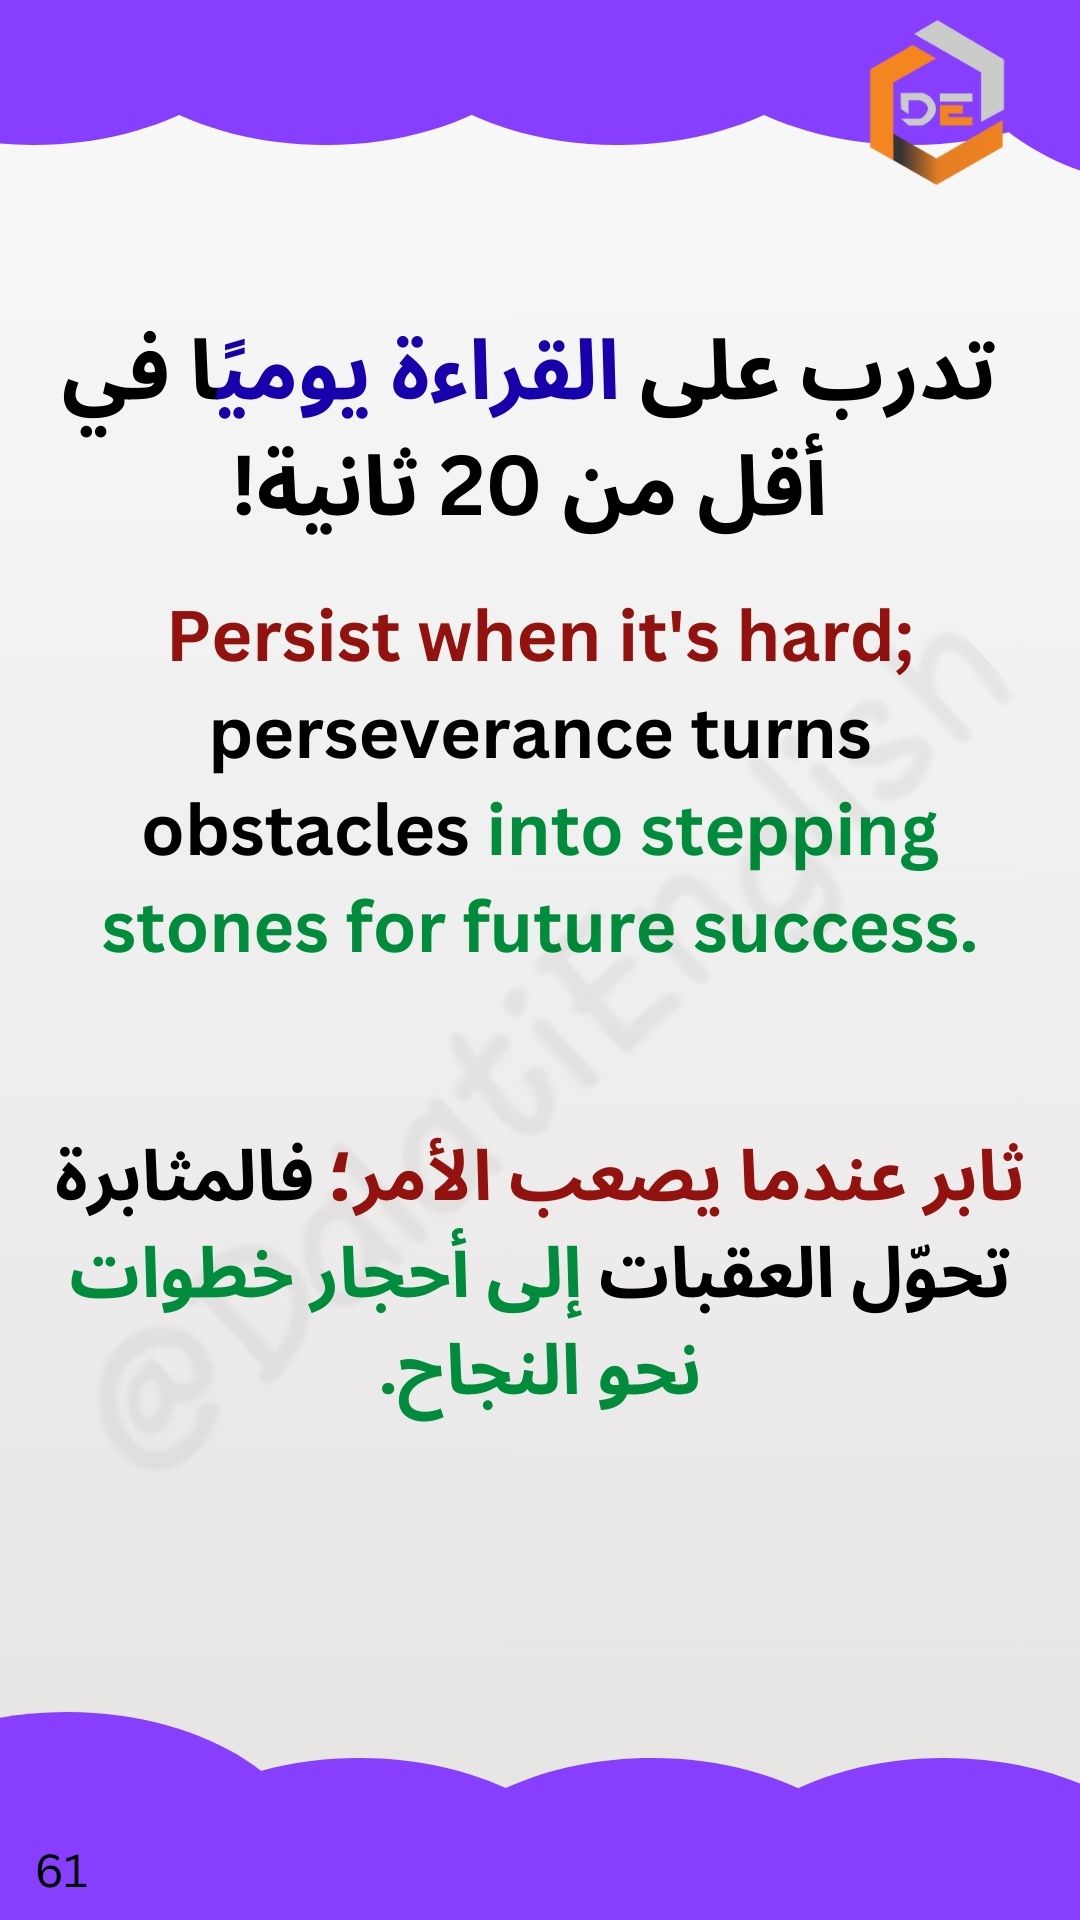 DE
تدرب على القراءة يوميًا في
أقل من 20 ثانية!
Persist when it's hard;
perseverance turns
obstacles into stepping
stones for future success.
ثابر عندما يصعب الأمر؛ فالمثابرة
تحوّل العقبات إلى أحجار خطوات
نحو النجاح.
@DalatiEnglish
61